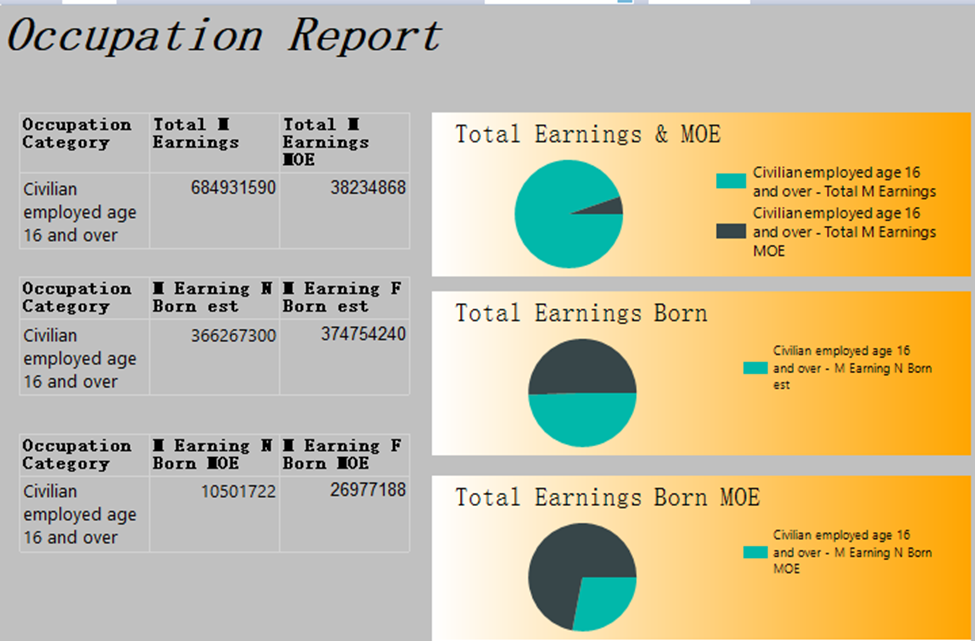 Occupation Report
Occupation Category
Total M Earnings
Total M Earnings MOE
Civilian employed age 16 and over
684931590
38234868
Occupation Category
M Earning N Born est
M Earning F Born est
Civilian employed age 16 and over
366267300
374754240
Occupation Category
M Earning N Born MOE
M Earning F Born MOE
Civilian employed age 16 and over
10501722
26977188
Total Earnings & MOE
Civilian employed age 16
and over - Total M Earnings
Civilian employed age 16
and over - Total M Earnings
MOE
Total Earnings Born
Civilian employed age 16
and over - M Earning N Born
est
Total Earnings Born MOE
Civilian employed age 16
and over - M Earning N Born
MOE